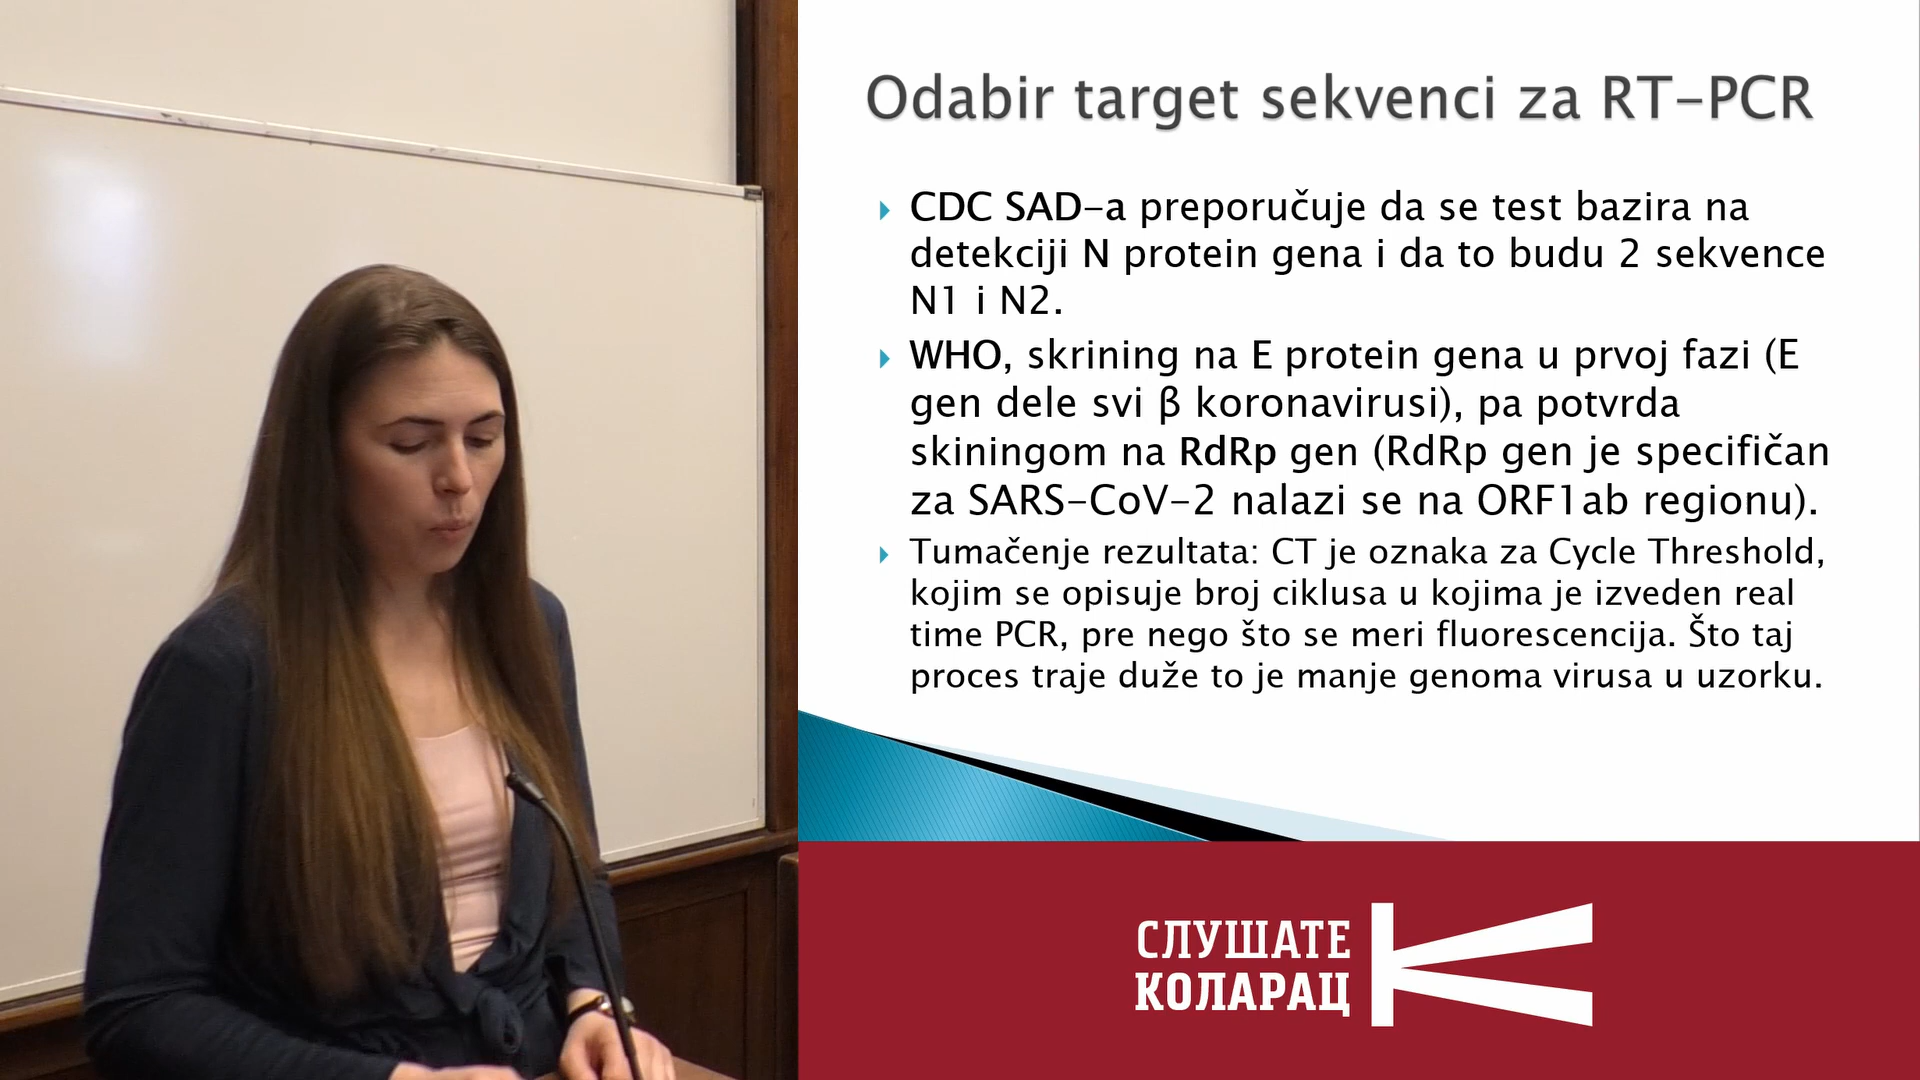 Odabir target sekvenci za RT-PCR
CDC SAD-a preporučuje da se test bazira na
detekciji N protein gena i da to budu 2 sekvence
N1 i N2.
WHO, skrining na E protein gena u prvoj fazi (E
gen dele svi β koronavirusi), pa potvrda
skiningom na RdRp gen (RdRp gen je specifičan
za SARS-CoV-2 nalazi se na ORF1ab regionu).
Tumačenje rezultata: CT je oznaka za Cycle Threshold,
kojim se opisuje broj ciklusa u kojima je izveden real
time PCR, pre nego što se meri fluorescencija. Što taj
proces traje duže to je manje genoma virusa u uzorku.
СЛУШАТЕ
КОЛАРАЦ